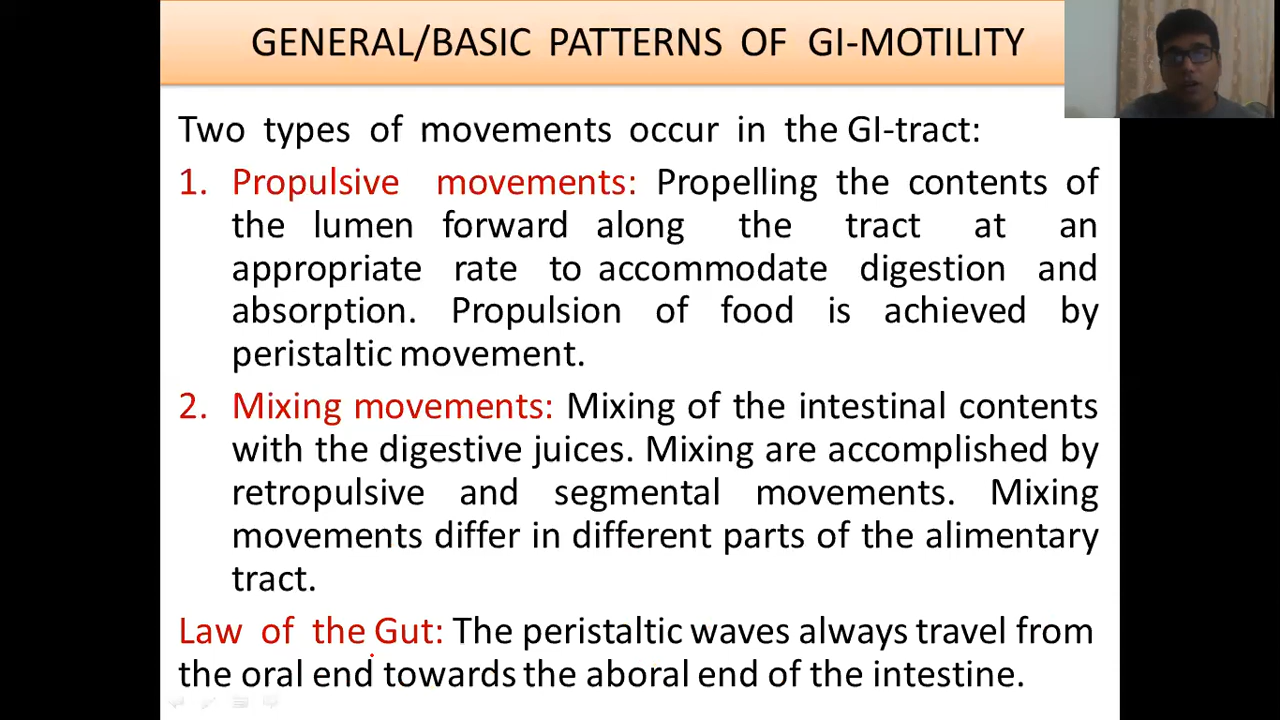 GENERAL/BASIC PATTERNS OF GI-MOTILITY
Two types of movements occur in the GI-tract:
1. Propulsive movements: Propelling the contents of
the lumen forward along the tract at an
appropriate rate to accommodate digestion and
absorption. Propulsion of food is achieved by
peristaltic movement.
2. Mixing movements: Mixing of the intestinal contents
with the digestive juices. Mixing are accomplished by
retropulsive and segmental movements. Mixing
movements differ in different parts of the alimentary
tract.
Law of the Gut: The peristaltic waves always travel from
the oral end towards the aboral end of the intestine.